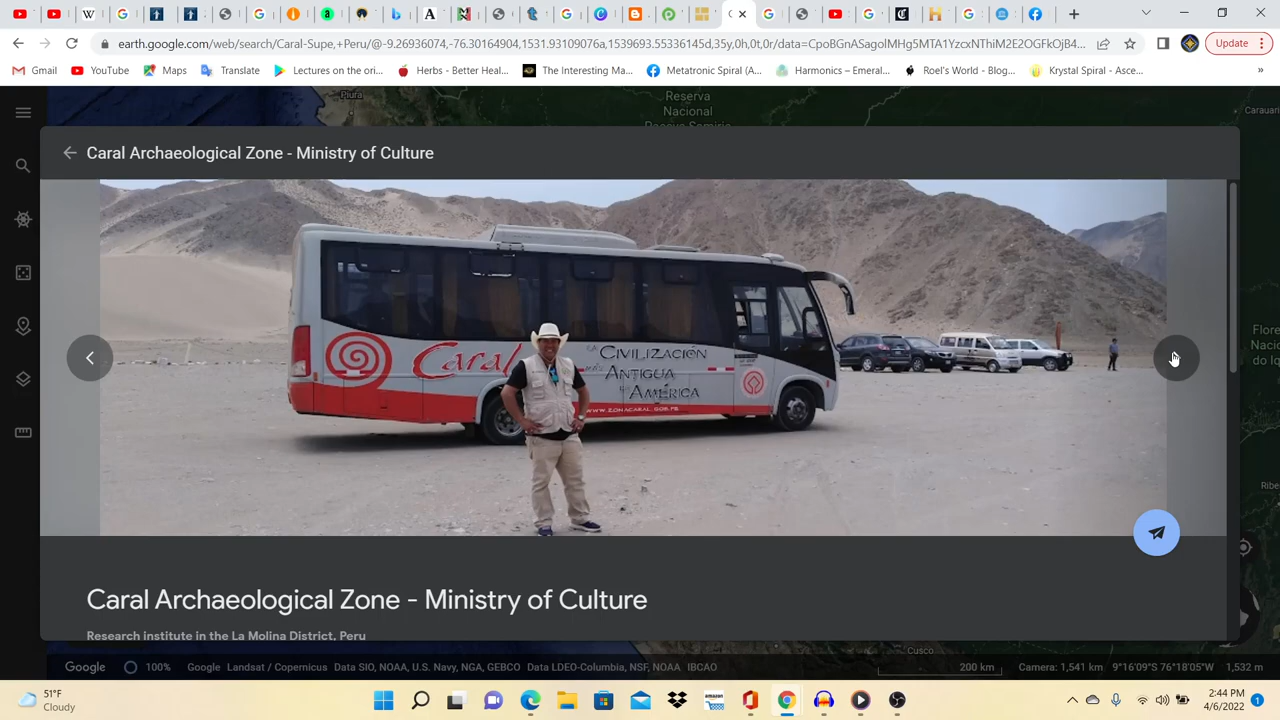 Update
earth.google.com/web/search/Caral-Supe,+Peru/@-9.26936074,-76.30137904,1531.93109076a,1539693.55336145d,35y,0h,0t,0r/data=CpoBGnASagolMHg5MTA1YzcxNThiM2E2OGFkOjB4...
Gmail
YouTube
Maps
Translate
Lectures on the ori...
Herbs - Better Heal...
The Interesting Ma...
Metatronic Spiral (A...
Harmonics – Emeral...
Roel's World - Blog...
Krystal Spiral - Asce...
Piura
Reserva
Nacional
Pacaya Samiria
Carauari
Caral Archaeological Zone - Ministry of Culture
Caral
CIVILIZACIÓN
ANTIGUA
AMÉRICA
WWW.ZONACARAL.GOB.PE
Caral Archaeological Zone - Ministry of Culture
Research institute in the La Molina District, Peru
Cusco
Google
100%
Google
Landsat / Copernicus
Data SIO, NOAA, U.S. Navy, NGA, GEBCO
Data LDEO-Columbia, NSF, NOAA
IBCAO
200 km
Camera: 1,541 km
9°16'09"S 76°18'05"W
1,532 m
51°F
Cloudy
2:44 PM
4/6/2022
1